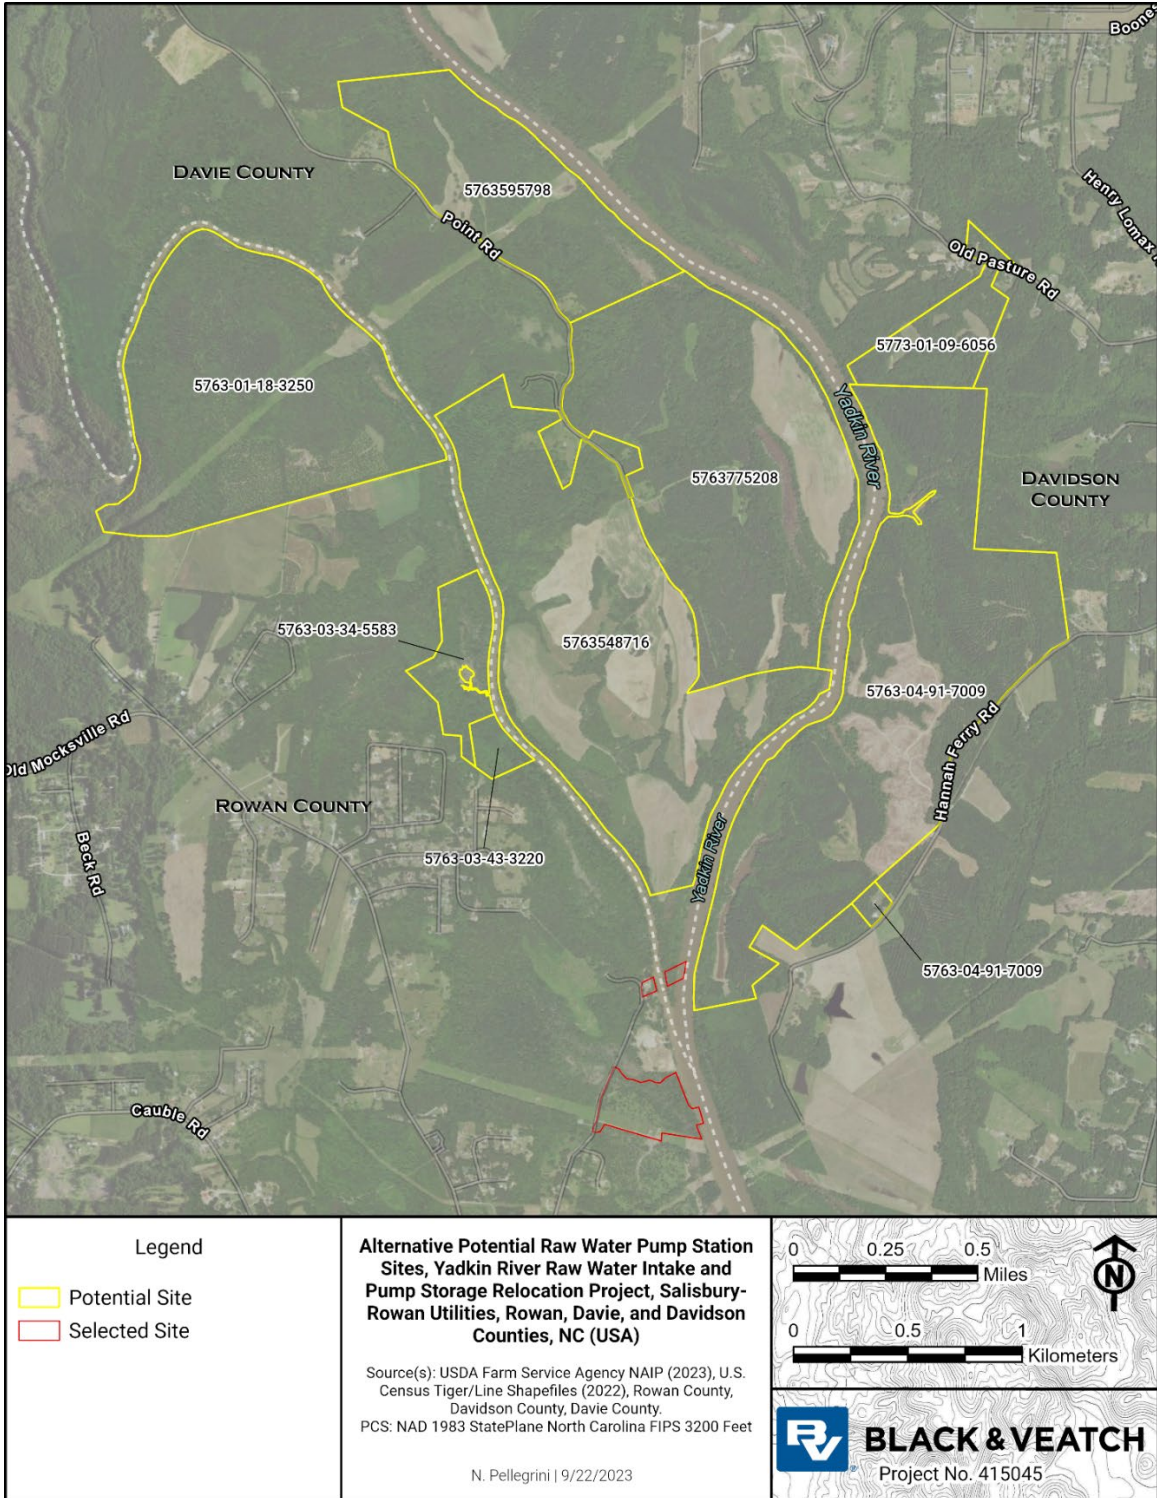 Boones
DAVIE COUNTY
Henry Lomax
5763595798
Point Rd
Old Pasture Rd
5773-01-09-6056
5763-01-18-3250
Yadkin River
5763775208
DAVIDSON
COUNTY
5763-03-34-5583
5763548716
5763-04-91-7009
Old Mocksville Rd
Hannah Ferry Rd
ROWAN COUNTY
Beck Rd
5763-03-43-3220
Yadkin River
5763-04-91-7009
Cauble Rd
Legend
Potential Site
Selected Site
Alternative Potential Raw Water Pump Station
Sites, Yadkin River Raw Water Intake and
Pump Storage Relocation Project, Salisbury-
Rowan Utilities, Rowan, Davie, and Davidson
Counties, NC (USA)
Source(s): USDA Farm Service Agency NAIP (2023), U.S.
Census Tiger/Line Shapefiles (2022), Rowan County,
Davidson County, Davie County.
PCS: NAD 1983 StatePlane North Carolina FIPS 3200 Feet
N. Pellegrini | 9/22/2023
0 0.25 0.5
Miles
N
0 0.5 1
Kilometers
BV BLACK & VEATCH
Project No. 415045